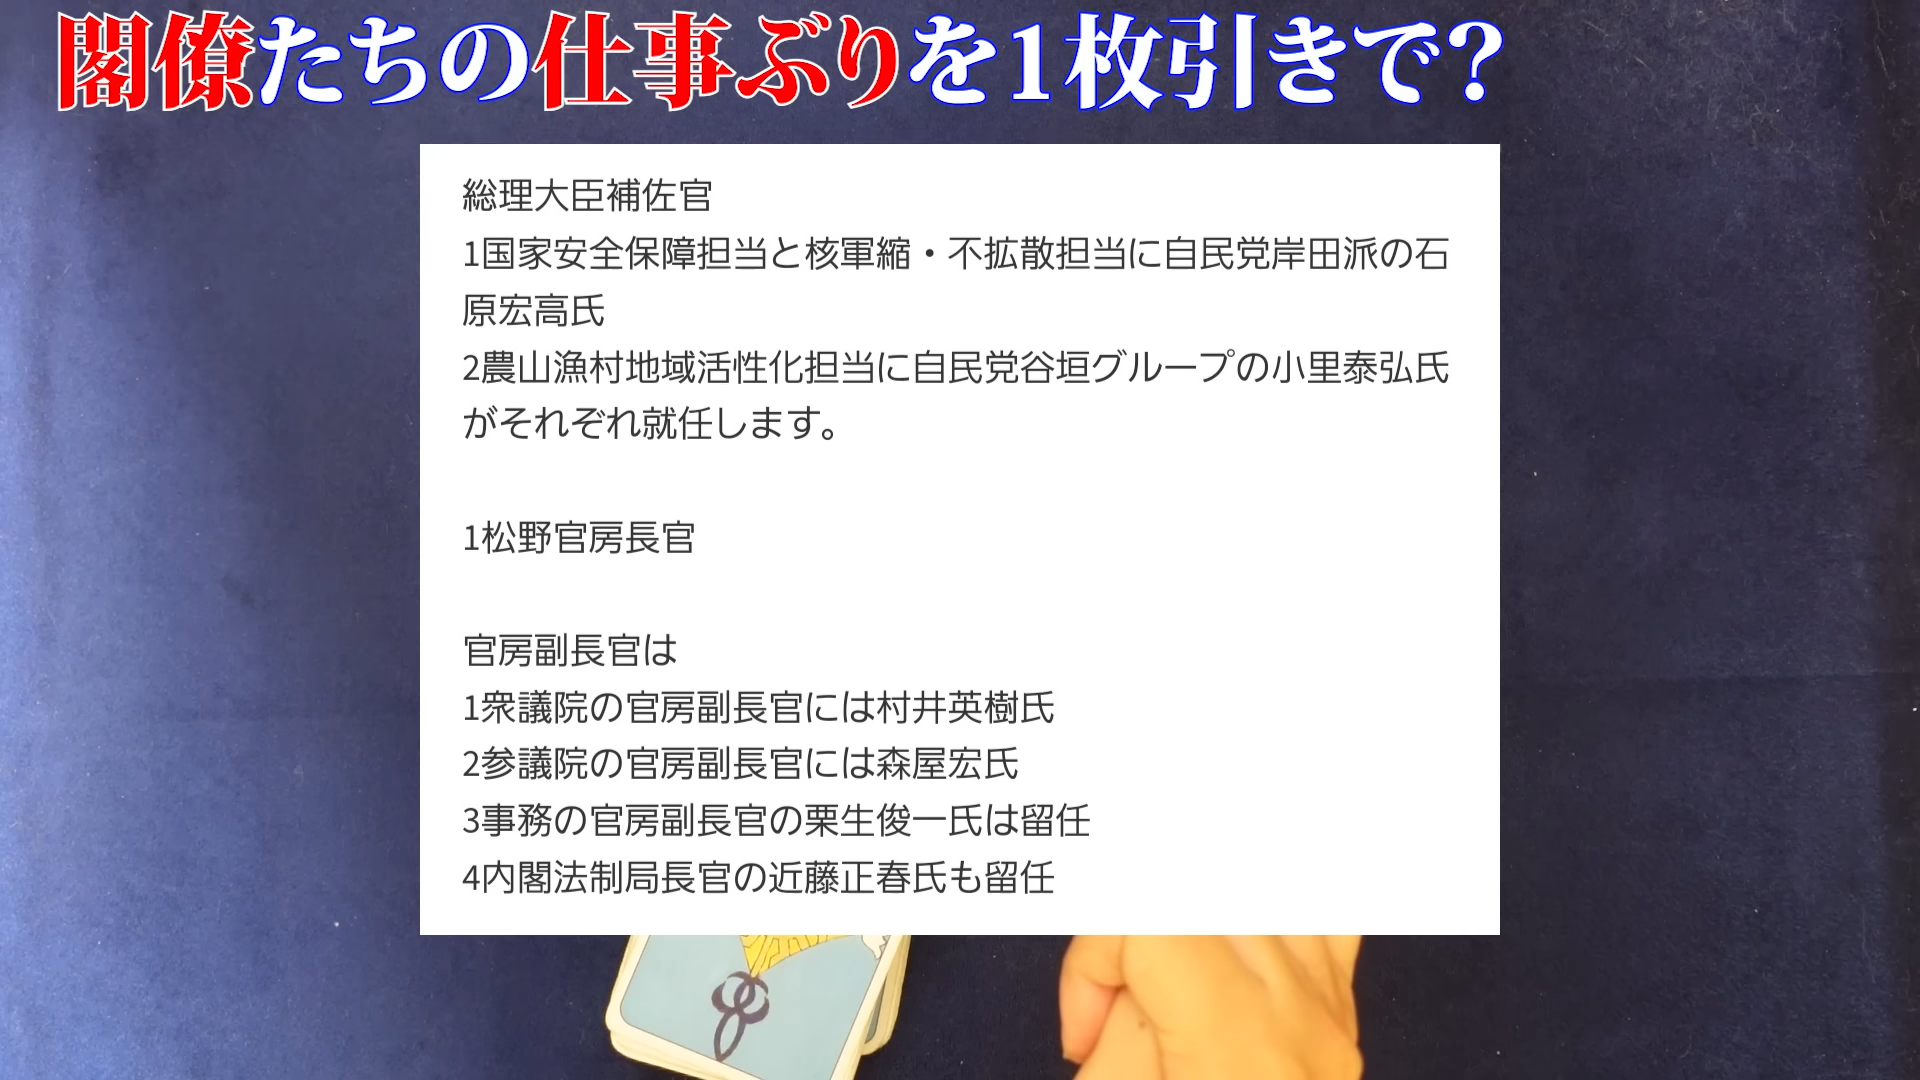 閣僚たちの仕事ぶりを1枚引きで?
総理大臣補佐官
1国家安全保障担当と核軍縮・不拡散担当に自民党岸田派の石
原宏高氏
2農山漁村地域活性化担当に自民党谷垣グループの小里泰弘氏
がそれぞれ就任します。
1松野官房長官
官房副長官は
1衆議院の官房副長官には村井英樹氏
2参議院の官房副長官には森屋宏氏
3事務の官房副長官の栗生俊一氏は留任
4内閣法制局長官の近藤正春氏も留任